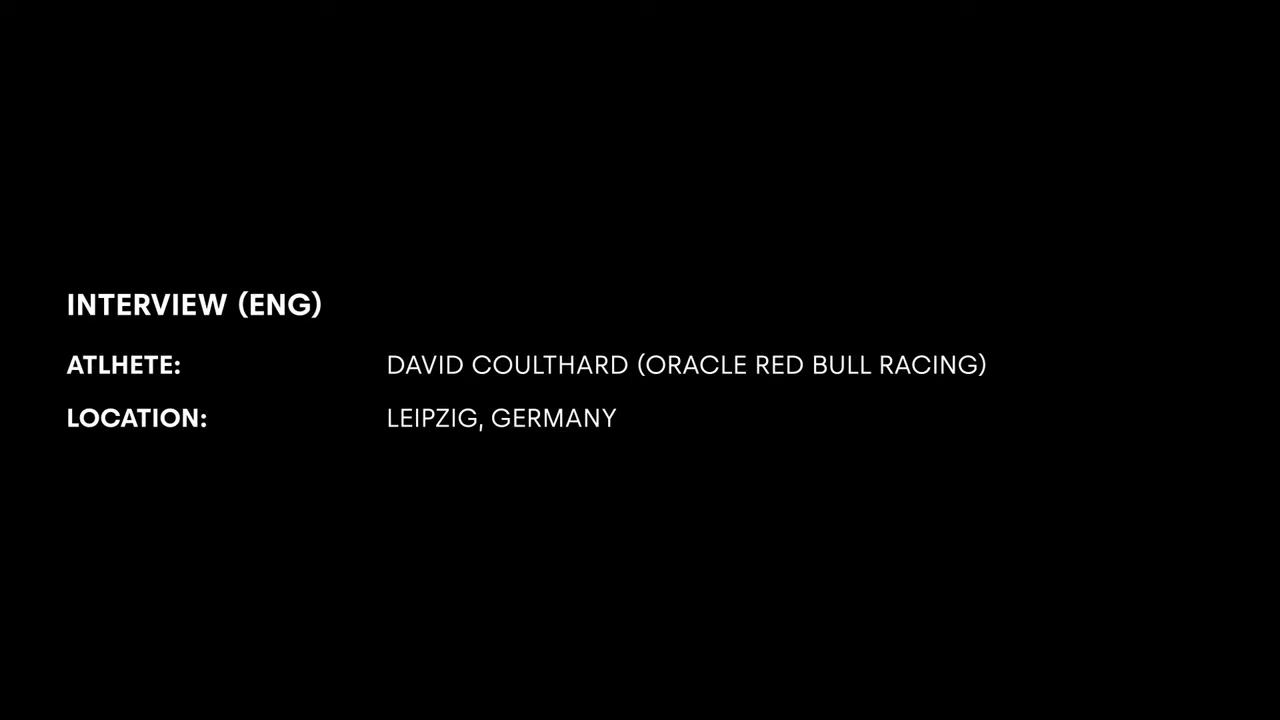 INTERVIEW (ENG)
ATLHETE: DAVID COULTHARD (ORACLE RED BULL RACING)
LOCATION: LEIPZIG, GERMANY